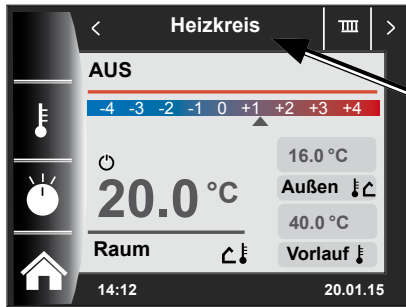 < Heizkreis >
AUS
-4 -3 -2 -1 0 +1 +2 +3 +4
16.0 °C
20.0 °C
Außen
40.0 °C
Raum
Vorlauf
14:12 20.01.15